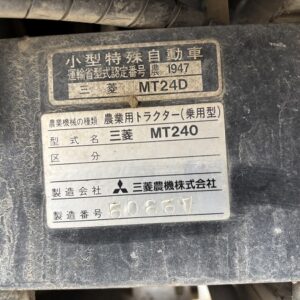 小型特殊自動車
運輸省型式認定番号 農 1947
三菱 MT24D
農業機械の種類 農業用トラクター(乗用型)
型式名 三菱 MT240
区分
製造会社 三菱農機株式会社
製造番号